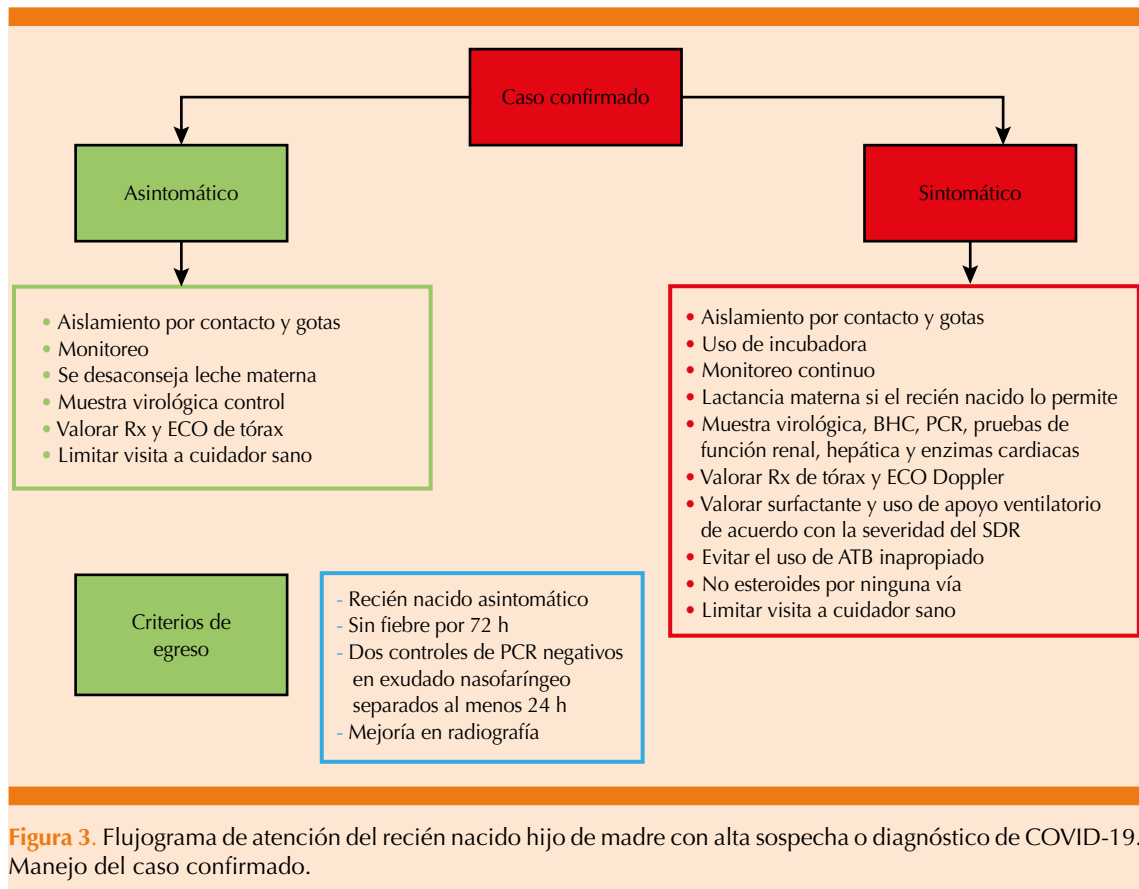 Caso confirmado
Asintomático
Sintomático
• Aislamiento por contacto y gotas
• Monitoreo
• Se desaconseja leche materna
• Muestra virológica control
• Valorar Rx y ECO de tórax
• Limitar visita a cuidador sano
• Aislamiento por contacto y gotas
• Uso de incubadora
• Monitoreo continuo
• Lactancia materna si el recién nacido lo permite
• Muestra virológica, BHC, PCR, pruebas de
función renal, hepática y enzimas cardiacas
• Valorar Rx de tórax y ECO Doppler
• Valorar surfactante y uso de apoyo ventilatorio
de acuerdo con la severidad del SDR
• Evitar el uso de ATB inapropiado
• No esteroides por ninguna vía
• Limitar visita a cuidador sano
Criterios de
egreso
- Recién nacido asintomático
- Sin fiebre por 72 h
- Dos controles de PCR negativos
en exudado nasofaríngeo
separados al menos 24 h
- Mejoría en radiografía
Figura 3. Flujograma de atención del recién nacido hijo de madre con alta sospecha o diagnóstico de COVID-19.
Manejo del caso confirmado.